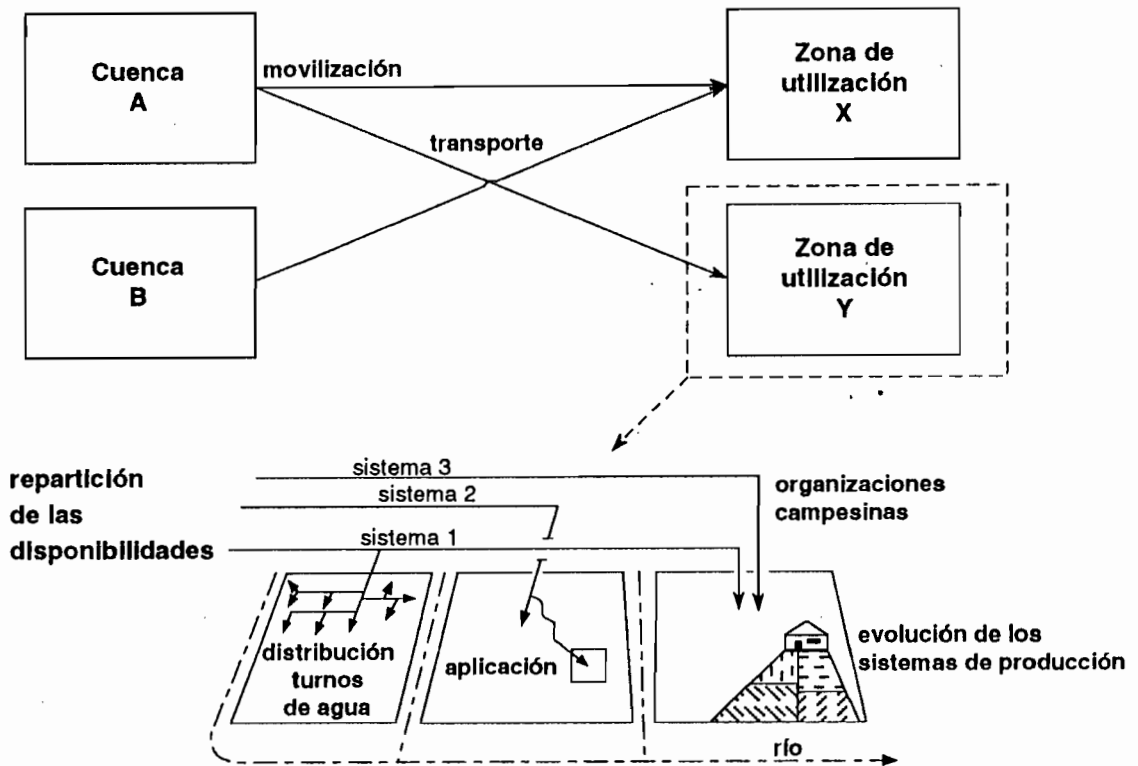 Cuenca
A
movilización
Zona de
utilización
X
transporte
Cuenca
B
Zona de
utilización
Y
repartición
de las
disponibilidades
sistema 3
sistema 2
sistema 1
organizaciones
campesinas
distribución
turnos
de agua
aplicación
evolución de los
sistemas de producción
río